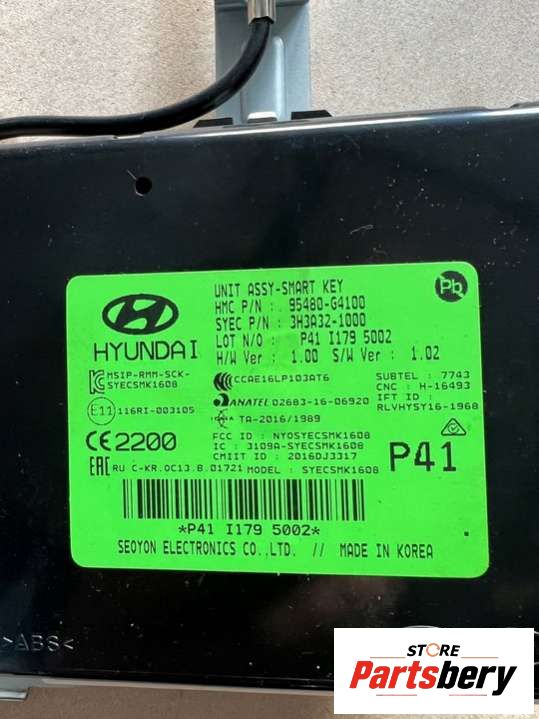 UNIT ASSY-SMART KEY
HMC P/N : 95480-G4100
SYEC P/N : 3H3A32-1000
LOT N/O : P41 I179 5002
H/W Ver : 1.00 S/W Ver : 1.02
Pb
HYUNDAI
MSIP-RMM-SCK-
SYECSMK1608
CCAE16LP103AT6
SUBTEL : 7743
CNC : H-16493
IFT ID :
RLVHYSY16-1968
E11 116RI-003105
ANATEL 02683-16-06920
TA-2016/1989
CE2200
FCC ID : NYOSYECSMK1608
IC : 3109A-SYECSMK1608
CMIIT ID : 2016DJ3317
P41
EAC RU C-KR.OC13.B.01721 MODEL : SYECSMK1608
*P41 I179 5002*
SEOYON ELECTRONICS CO.,LTD. // MADE IN KOREA
>ABS<
STORE
Partsbery